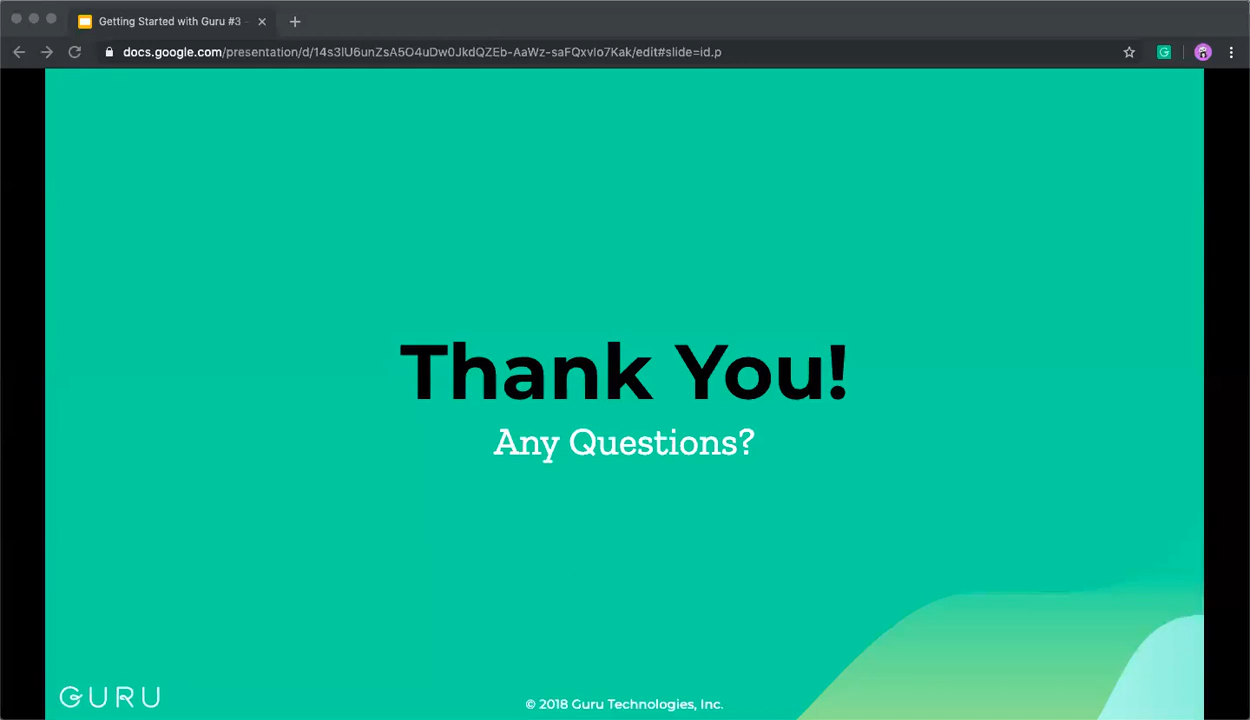 Getting Started with Guru #3 -
docs.google.com/presentation/d/14s3lU6unZsA5O4uDw0JkdQZEb-AaWz-saFQxvIo7Kak/edit#slide=id.p
G
Thank You!
Any Questions?
GURU
© 2018 Guru Technologies, Inc.